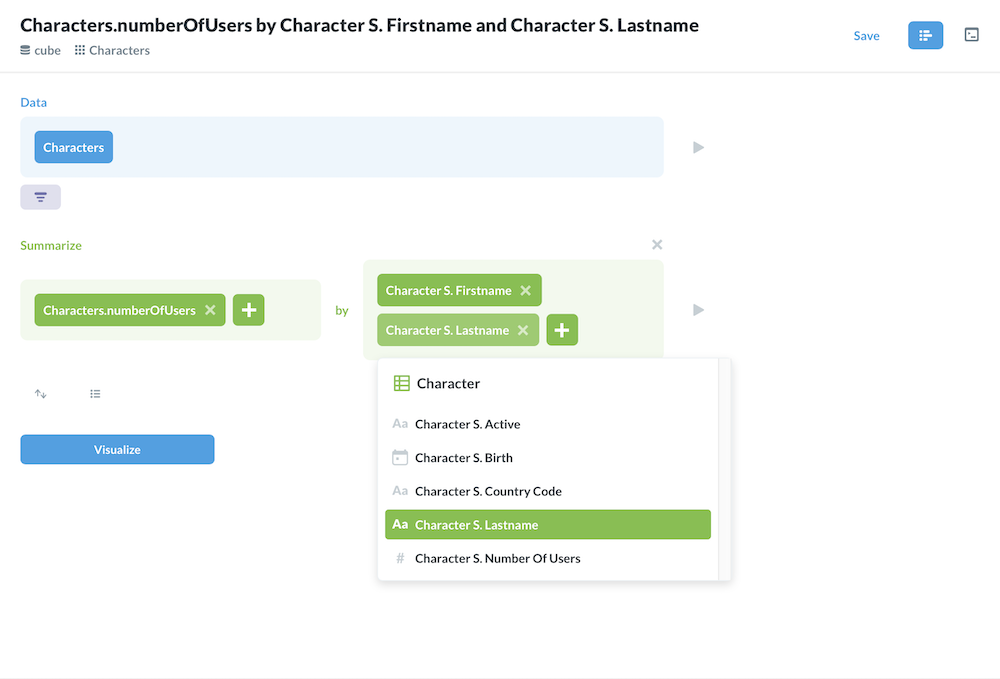 Characters.numberOfUsers by Character S. Firstname and Character S. Lastname
cube Characters
Save
Data
Characters
Summarize
Characters.numberOfUsers
by
Character S. Firstname
Character S. Lastname
Character
Aa Character S. Active
Character S. Birth
Aa Character S. Country Code
Aa Character S. Lastname
# Character S. Number Of Users
Visualize